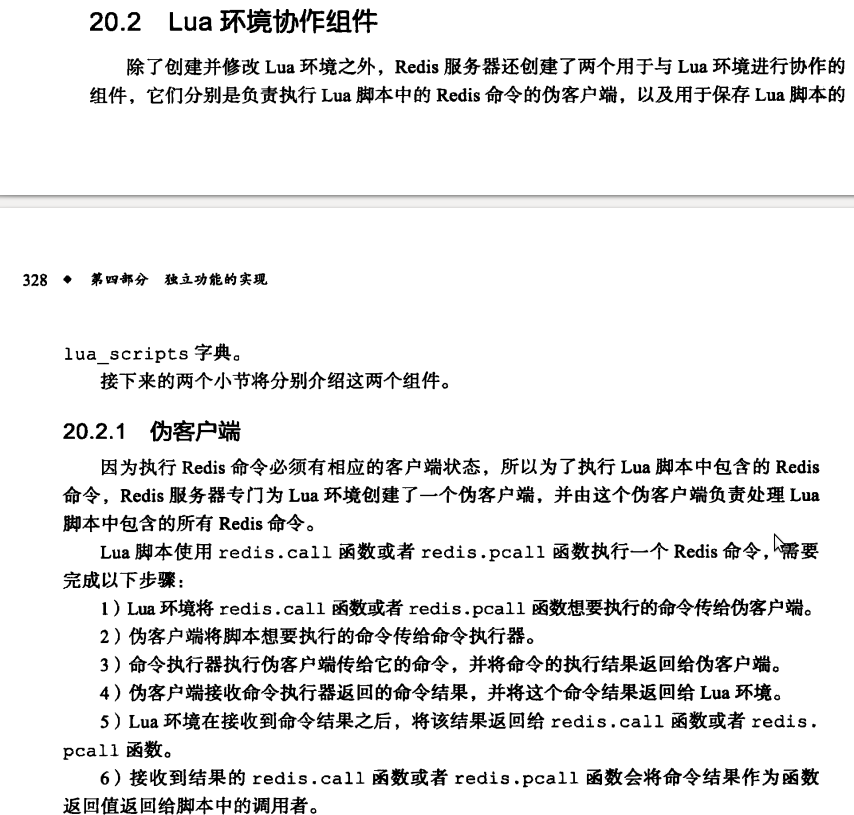 20.2 Lua 环境协作组件
除了创建并修改 Lua 环境之外，Redis 服务器还创建了两个用于与 Lua 环境进行协作的
组件，它们分别是负责执行 Lua 脚本中的 Redis 命令的伪客户端，以及用于保存 Lua 脚本的
328 ◆ 第四部分 独立功能的实现
lua_scripts 字典。
接下来的两个小节将分别介绍这两个组件。
20.2.1 伪客户端
因为执行 Redis 命令必须有相应的客户端状态，所以为了执行 Lua 脚本中包含的 Redis
命令，Redis 服务器专门为 Lua 环境创建了一个伪客户端，并由这个伪客户端负责处理 Lua
脚本中包含的所有 Redis 命令。
Lua 脚本使用 redis.call 函数或者 redis.pcall 函数执行一个 Redis 命令，需要
完成以下步骤：
1）Lua 环境将 redis.call 函数或者 redis.pcall 函数想要执行的命令传给伪客户端。
2）伪客户端将脚本想要执行的命令传给命令执行器。
3）命令执行器执行伪客户端传给它的命令，并将命令的执行结果返回给伪客户端。
4）伪客户端接收命令执行器返回的命令结果，并将这个命令结果返回给 Lua 环境。
5）Lua 环境在接收到命令结果之后，将该结果返回给 redis.call 函数或者 redis.
pcall 函数。
6）接收到结果的 redis.call 函数或者 redis.pcall 函数会将命令结果作为函数
返回值返回给脚本中的调用者。